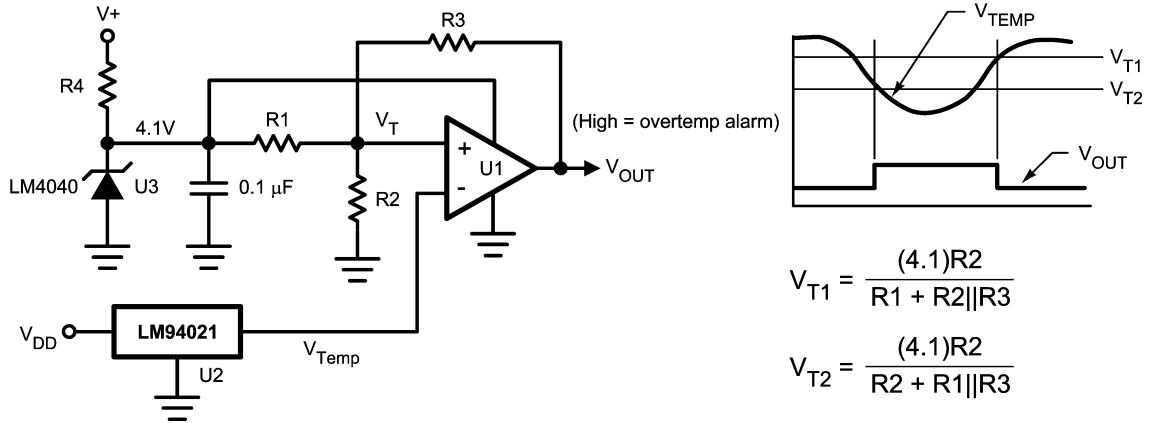 V+
R3
R4
4.1V
R1
V_T
(High = overtemp alarm)
U1
V_OUT
LM4040
U3
0.1 μF
R2
+
-
V_DD
LM94021
V_Temp
U2
V_TEMP
V_T1
V_T2
V_OUT
V_T1 = (4.1)R2 / R1 + R2||R3
V_T2 = (4.1)R2 / R2 + R1||R3